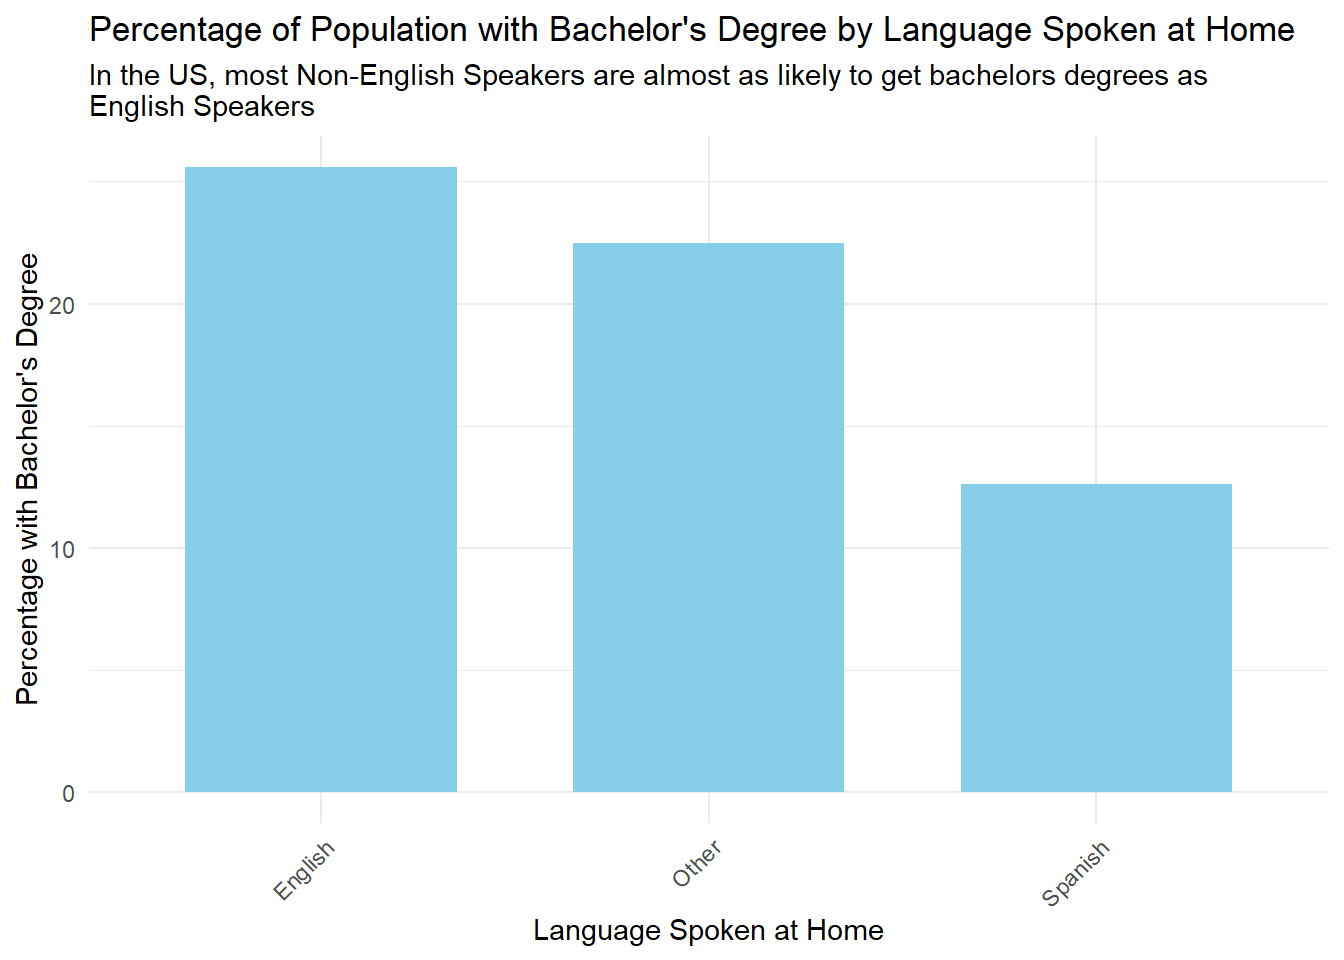 Percentage of Population with Bachelor's Degree by Language Spoken at Home
In the US, most Non-English Speakers are almost as likely to get bachelors degrees as
English Speakers
Percentage with Bachelor's Degree
20
10
0
English
Other
Spanish
Language Spoken at Home